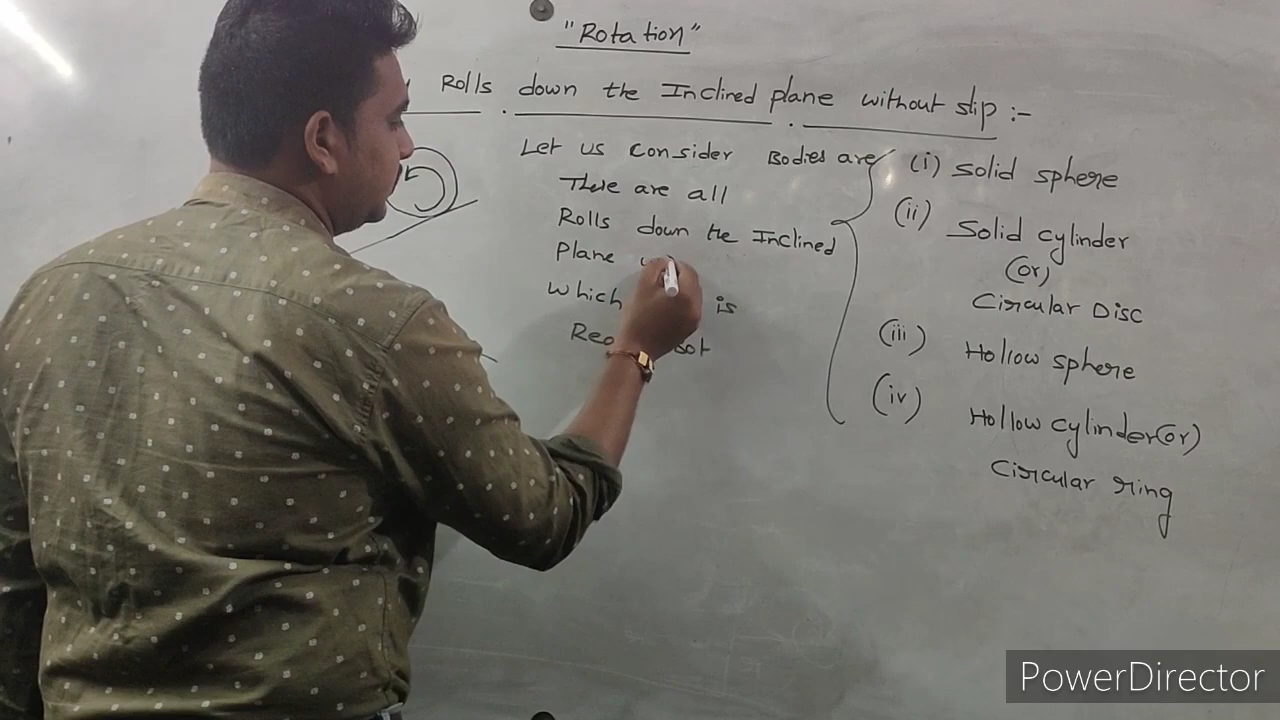 "Rotation"
Rolls down the Inclined plane without slip :-
Let us consider Bodies are
There are all
Rolls down the Inclined
Plane
which is
(i) Solid sphere
(ii) Solid cylinder
(or)
Circular Disc
(iii) Hollow sphere
(iv) Hollow cylinder(or)
Circular ring
PowerDirector